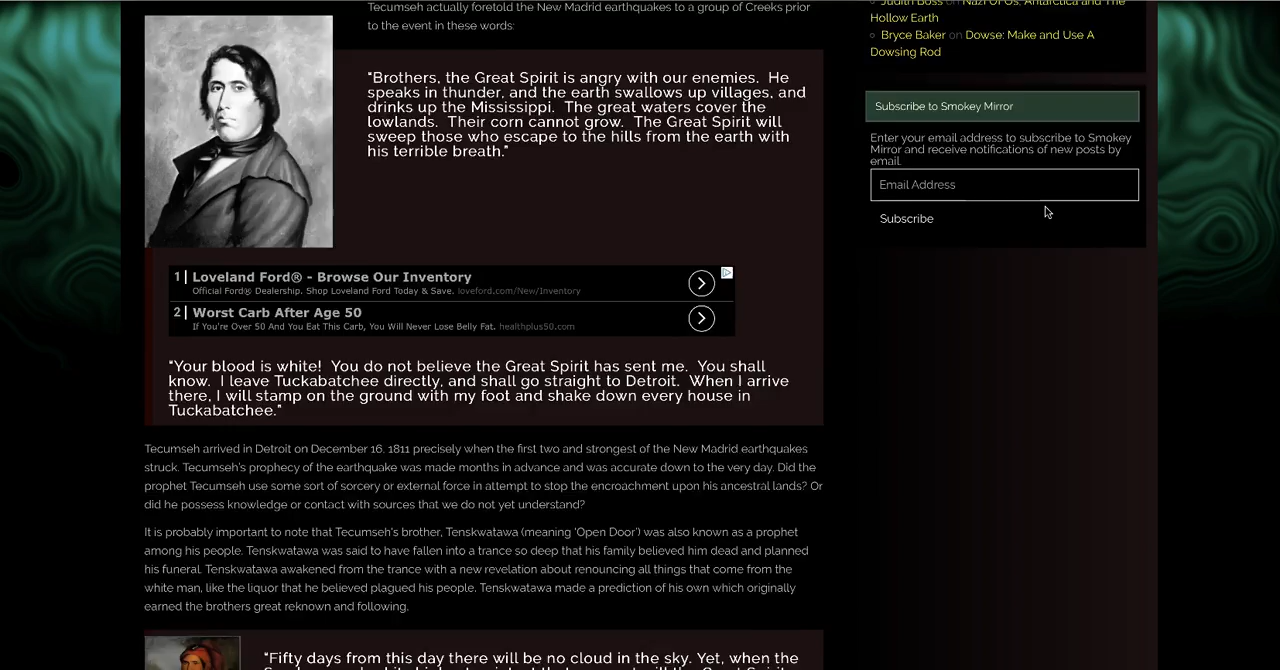 Tecumseh actually foretold the New Madrid earthquakes to a group of Creeks prior
to the event in these words:
"Brothers, the Great Spirit is angry with our enemies. He
speaks in thunder, and the earth swallows up villages, and
drinks up the Mississippi. The great waters cover the
lowlands. Their corn cannot grow. The Great Spirit will
sweep those who escape to the hills from the earth with
his terrible breath."
1 Loveland Ford® - Browse Our Inventory
Official Ford® Dealership. Shop Loveland Ford Today & Save. loveford.com/New/Inventory
2 Worst Carb After Age 50
If You're Over 50 And You Eat This Carb, You Will Never Lose Belly Fat. healthplus50.com
"Your blood is white! You do not believe the Great Spirit has sent me. You shall
know. I leave Tuckabatchee directly, and shall go straight to Detroit. When I arrive
there, I will stamp on the ground with my foot and shake down every house in
Tuckabatchee."
Tecumseh arrived in Detroit on December 16, 1811 precisely when the first two and strongest of the New Madrid earthquakes
struck. Tecumseh's prophecy of the earthquake was made months in advance and was accurate down to the very day. Did the
prophet Tecumseh use some sort of sorcery or external force in attempt to stop the encroachment upon his ancestral lands? Or
did he possess knowledge or contact with sources that we do not yet understand?
It is probably important to note that Tecumseh's brother, Tenskwatawa (meaning 'Open Door') was also known as a prophet
among his people. Tenskwatawa was said to have fallen into a trance so deep that his family believed him dead and planned
his funeral. Tenskwatawa awakened from the trance with a new revelation about renouncing all things that come from the
white man, like the liquor that he believed plagued his people. Tenskwatawa made a prediction of his own which originally
earned the brothers great reknown and following.
"Fifty days from this day there will be no cloud in the sky. Yet, when the
Judith Boss on Nazi UFOs, Antarctica and The
Hollow Earth
Bryce Baker on Dowse: Make and Use A
Dowsing Rod
Subscribe to Smokey Mirror
Enter your email address to subscribe to Smokey
Mirror and receive notifications of new posts by
email.
Email Address
Subscribe